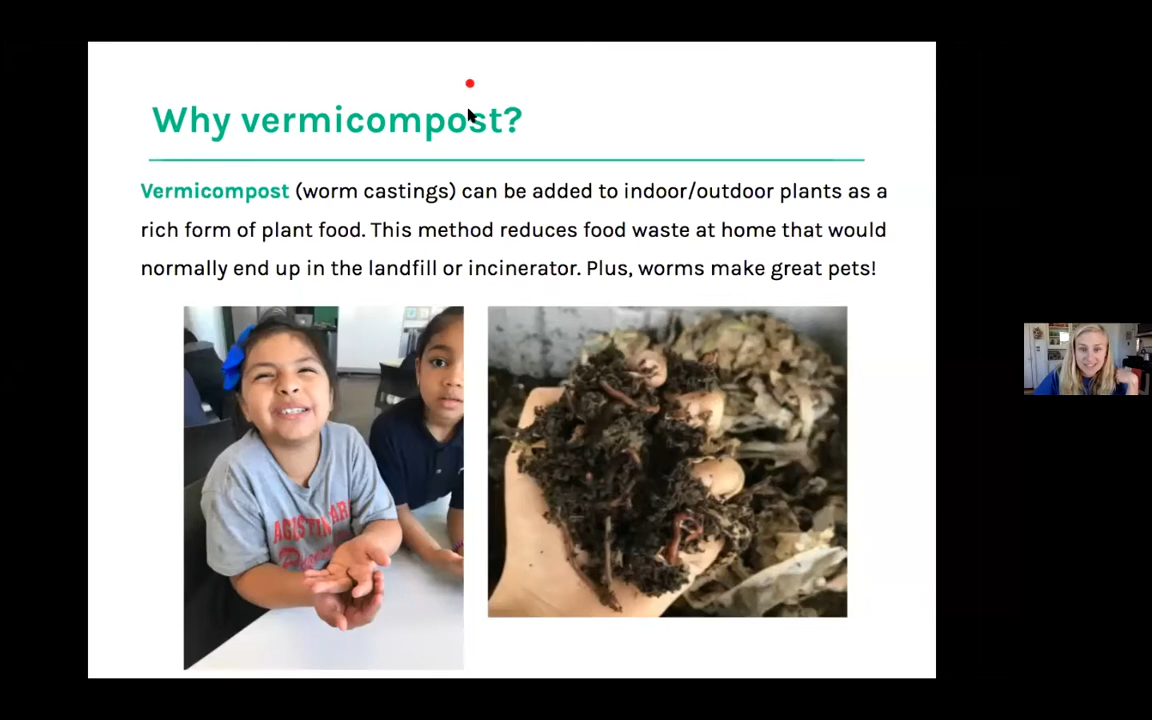 Why vermicompost?
Vermicompost (worm castings) can be added to indoor/outdoor plants as a
rich form of plant food. This method reduces food waste at home that would
normally end up in the landfill or incinerator. Plus, worms make great pets!